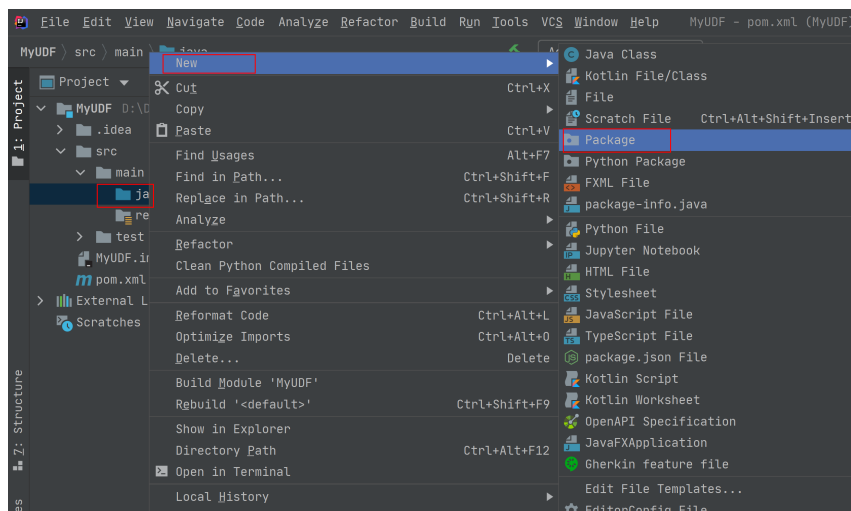 File Edit View Navigate Code Analyze Refactor Build Run Tools VCS Window Help MyUDF - pom.xml (MyUDF)
MyUDF src main java
1: Project
Project
MyUDF D:\D
.idea
src
main
ja
re
test
MyUDF.im
pom.xml
External L
Scratches
7: Structure
New
Cut Ctrl+X
Copy
Paste Ctrl+V
Find Usages Alt+F7
Find in Path... Ctrl+Shift+F
Replace in Path... Ctrl+Shift+R
Analyze
Refactor
Clean Python Compiled Files
Add to Favorites
Reformat Code Ctrl+Alt+L
Optimize Imports Ctrl+Alt+O
Delete... Delete
Build Module 'MyUDF'
Rebuild '<default>' Ctrl+Shift+F9
Show in Explorer
Directory Path Ctrl+Alt+F12
Open in Terminal
Local History
Java Class
Kotlin File/Class
File
Scratch File Ctrl+Alt+Shift+Insert
Package
Python Package
FXML File
package-info.java
Python File
Jupyter Notebook
HTML File
Stylesheet
JavaScript File
TypeScript File
package.json File
Kotlin Script
Kotlin Worksheet
OpenAPI Specification
JavaFXApplication
Gherkin feature file
Edit File Templates...
EditorConfig File